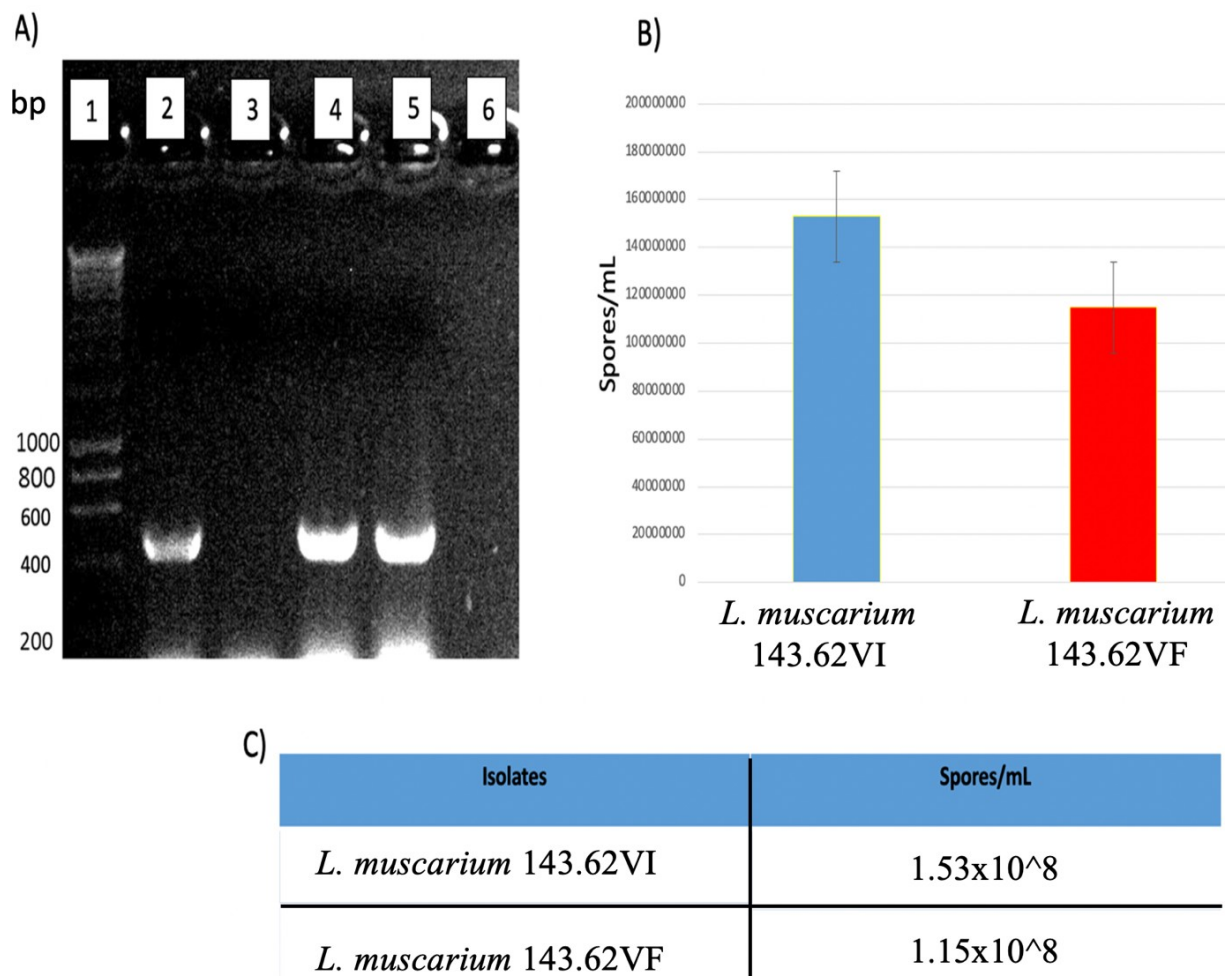 A)
bp
1 2 3 4 5 6
1000
800
600
400
200
B)
Spores/mL
200000000
180000000
160000000
140000000
120000000
100000000
80000000
60000000
40000000
20000000
0
L. muscarium
143.62VI
L. muscarium
143.62VF
C)
Isolates Spores/mL
L. muscarium 143.62VI 1.53x10^8
L. muscarium 143.62VF 1.15x10^8